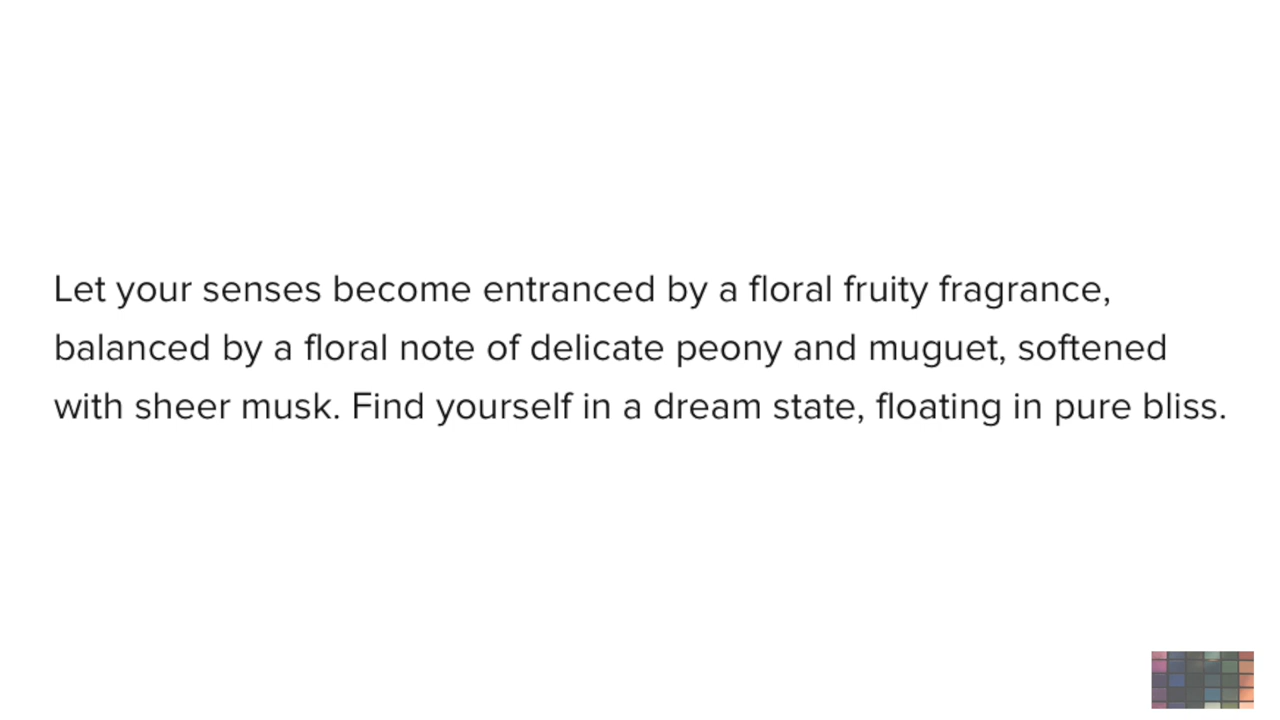 Let your senses become entranced by a floral fruity fragrance,
balanced by a floral note of delicate peony and muguet, softened
with sheer musk. Find yourself in a dream state, floating in pure bliss.